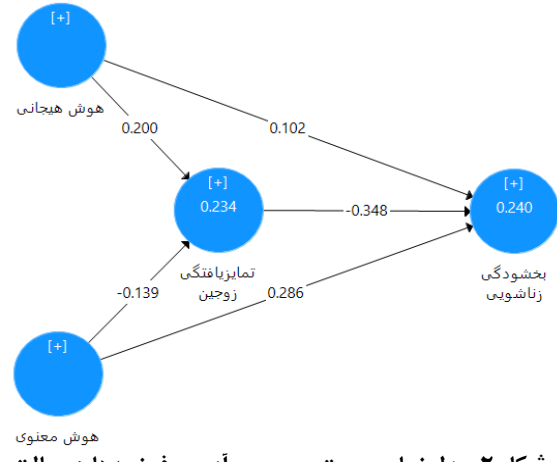 [+]
هوش هیجانی
0.200
0.102
[+]
0.234
تمایزیافتگی
زوجین
-0.348
[+]
0.240
بخشودگی
زناشویی
-0.139
0.286
[+]
هوش معنوی